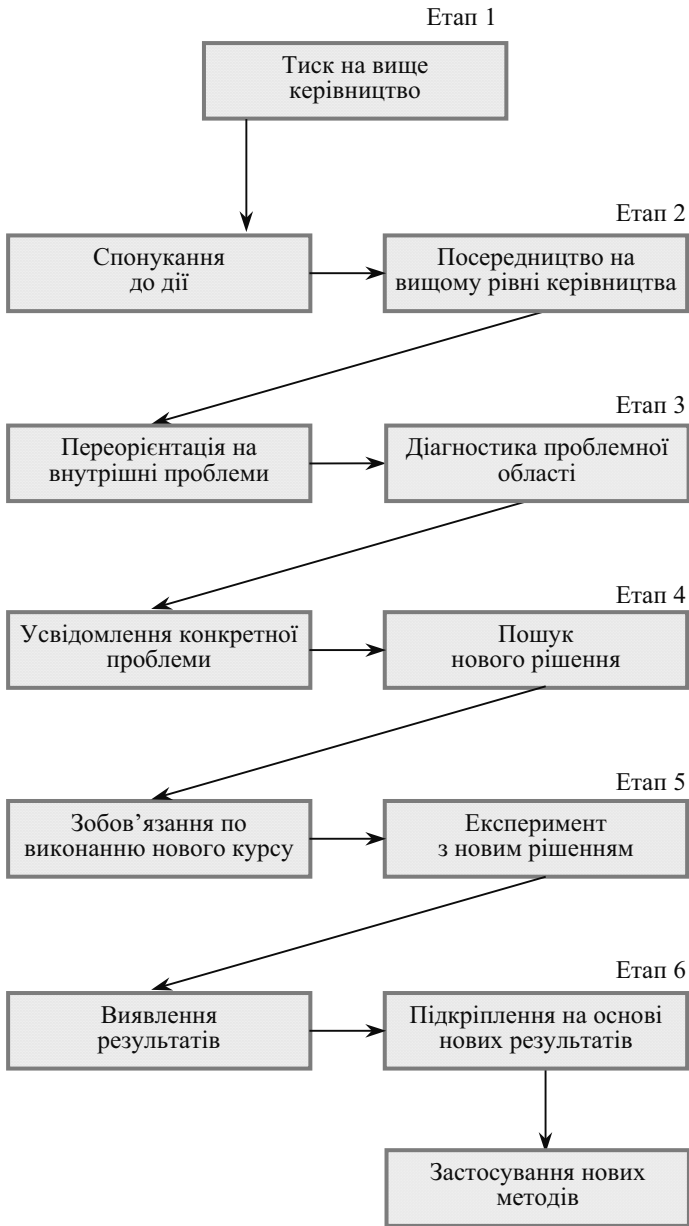 Етап 1
Тиск на вище
керівництво
Етап 2
Спонукання
до дії
Посередництво на
вищому рівні керівництва
Етап 3
Переорієнтація на
внутрішні проблеми
Діагностика проблемної
області
Етап 4
Усвідомлення конкретної
проблеми
Пошук
нового рішення
Етап 5
Зобов’язання по
виконанню нового курсу
Експеримент
з новим рішенням
Етап 6
Виявлення
результатів
Підкріплення на основі
нових результатів
Застосування нових
методів